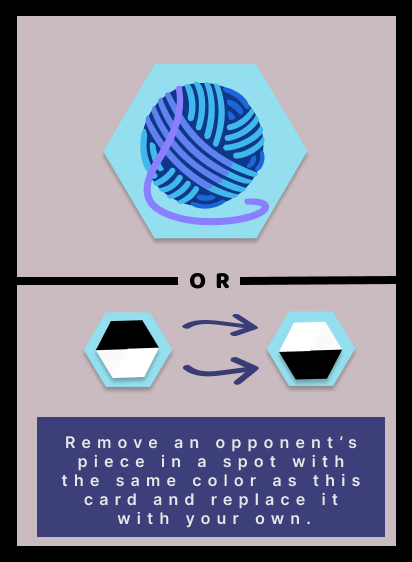 OR
Remove an opponent's
piece in a spot with
the same color as this
card and replace it
with your own.